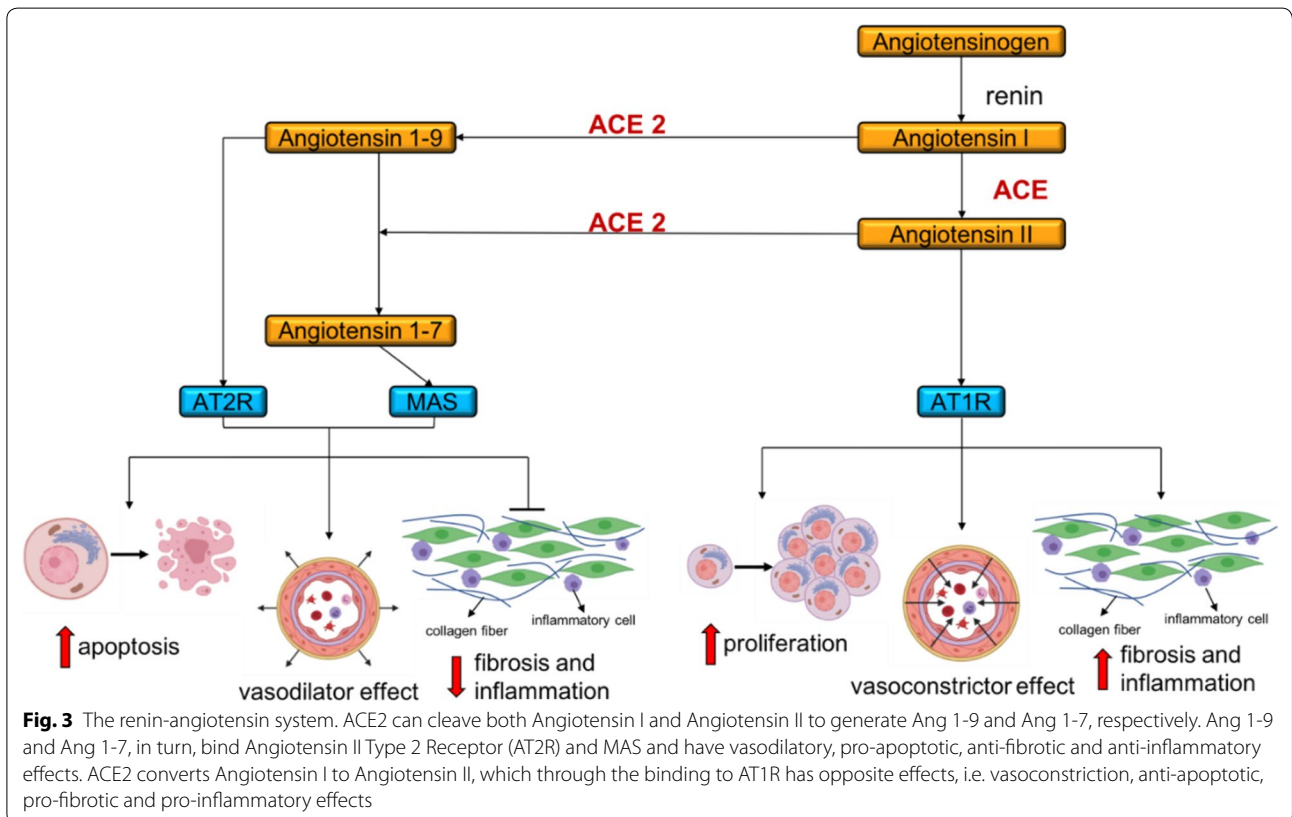 Angiotensinogen
renin
Angiotensin 1-9
ACE 2
Angiotensin I
ACE
ACE 2
Angiotensin II
Angiotensin 1-7
AT2R
MAS
AT1R
collagen fiber
inflammatory cell
apoptosis
vasodilator effect
fibrosis and
inflammation
proliferation
vasoconstrictor effect
collagen fiber
inflammatory cell
fibrosis and
inflammation
Fig. 3 The renin-angiotensin system. ACE2 can cleave both Angiotensin I and Angiotensin II to generate Ang 1-9 and Ang 1-7, respectively. Ang 1-9
and Ang 1-7, in turn, bind Angiotensin II Type 2 Receptor (AT2R) and MAS and have vasodilatory, pro-apoptotic, anti-fibrotic and anti-inflammatory
effects. ACE2 converts Angiotensin I to Angiotensin II, which through the binding to AT1R has opposite effects, i.e. vasoconstriction, anti-apoptotic,
pro-fibrotic and pro-inflammatory effects